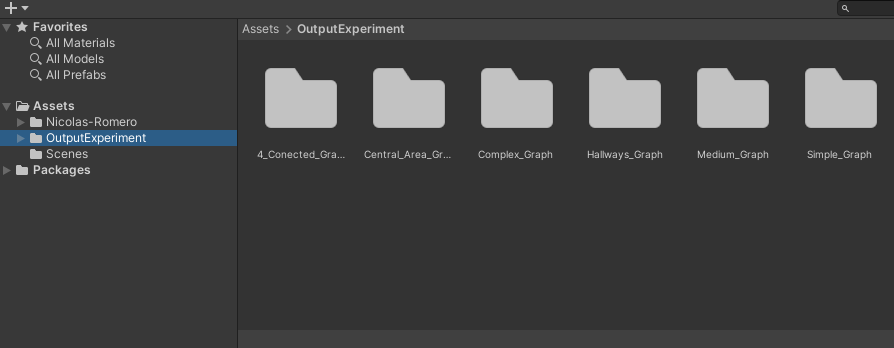 Favorites
All Materials
All Models
All Prefabs
Assets
Nicolas-Romero
OutputExperiment
Scenes
Packages
Assets > OutputExperiment
4_Conected_Gra...
Central_Area_Gr...
Complex_Graph
Hallways_Graph
Medium_Graph
Simple_Graph